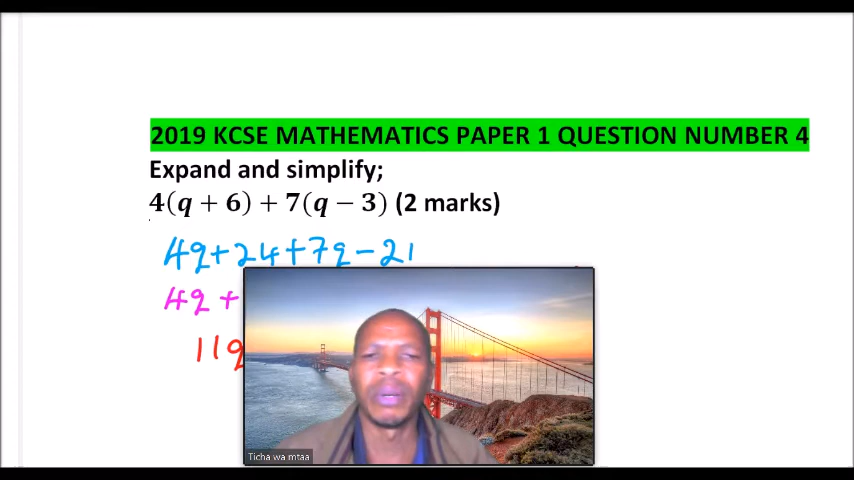 2019 KCSE MATHEMATICS PAPER 1 QUESTION NUMBER 4
Expand and simplify;
4(q + 6) + 7(q − 3) (2 marks)
4q+24+7q−21
4q +
11q
Ticha wa mtaa